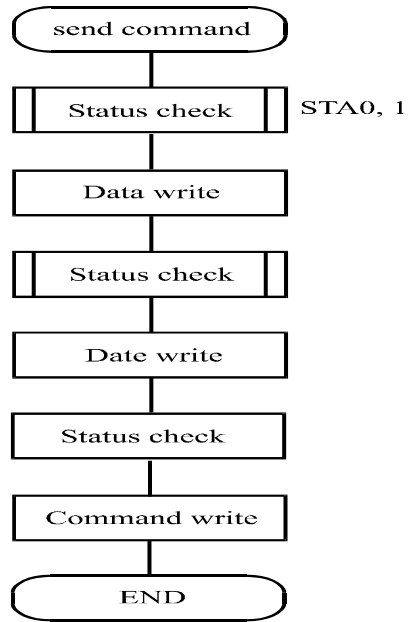 send command
Status check
STA0, 1
Data write
Status check
Date write
Status check
Command write
END